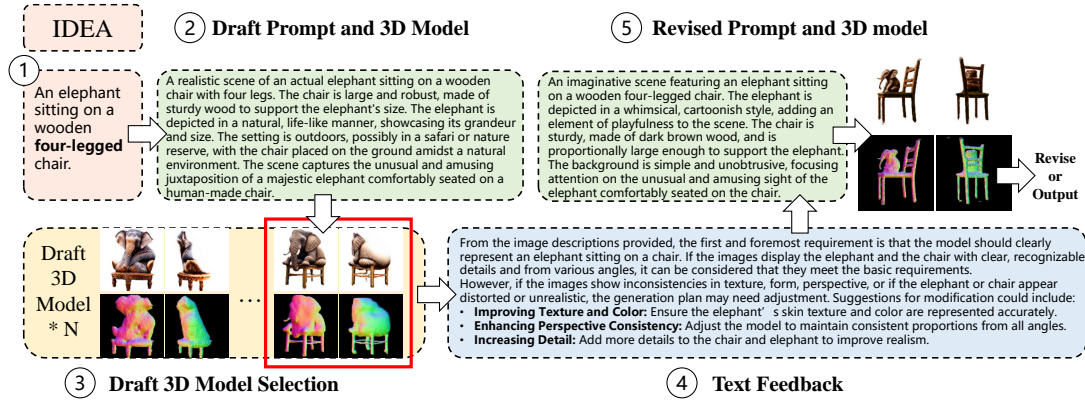 IDEA
① An elephant
sitting on a
wooden
four-legged
chair.
② Draft Prompt and 3D Model
A realistic scene of an actual elephant sitting on a wooden
chair with four legs. The chair is large and robust, made of
sturdy wood to support the elephant's size. The elephant is
depicted in a natural, life-like manner, showcasing its grandeur
and size. The setting is outdoors, possibly in a safari or nature
reserve, with the chair placed on the ground amidst a natural
environment. The scene captures the unusual and amusing
juxtaposition of a majestic elephant comfortably seated on a
human-made chair.
Draft
3D
Model
* N
...
③ Draft 3D Model Selection
From the image descriptions provided, the first and foremost requirement is that the model should clearly
represent an elephant sitting on a chair. If the images display the elephant and the chair with clear, recognizable
details and from various angles, it can be considered that they meet the basic requirements.
However, if the images show inconsistencies in texture, form, perspective, or if the elephant or chair appear
distorted or unrealistic, the generation plan may need adjustment. Suggestions for modification could include:
• Improving Texture and Color: Ensure the elephant' s skin texture and color are represented accurately.
• Enhancing Perspective Consistency: Adjust the model to maintain consistent proportions from all angles.
• Increasing Detail: Add more details to the chair and elephant to improve realism.
④ Text Feedback
⑤ Revised Prompt and 3D model
An imaginative scene featuring an elephant sitting
on a wooden four-legged chair. The elephant is
depicted in a whimsical, cartoonish style, adding an
element of playfulness to the scene. The chair is
sturdy, made of dark brown wood, and is
proportionally large enough to support the elephant.
The background is simple and unobtrusive, focusing
attention on the unusual and amusing sight of the
elephant comfortably seated on the chair.
Revise
or
Output